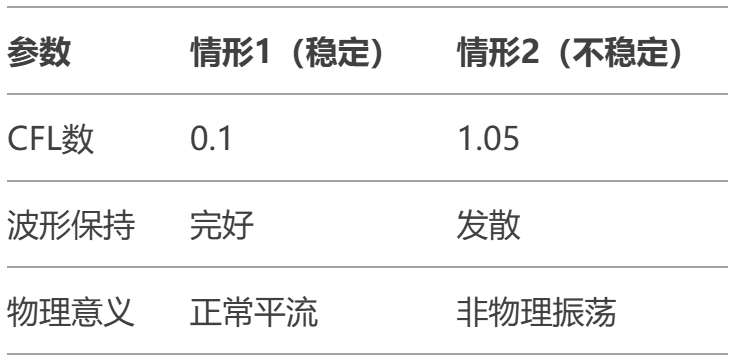 参数 情形1（稳定） 情形2（不稳定）
CFL数 0.1 1.05
波形保持 完好 发散
物理意义 正常平流 非物理振荡